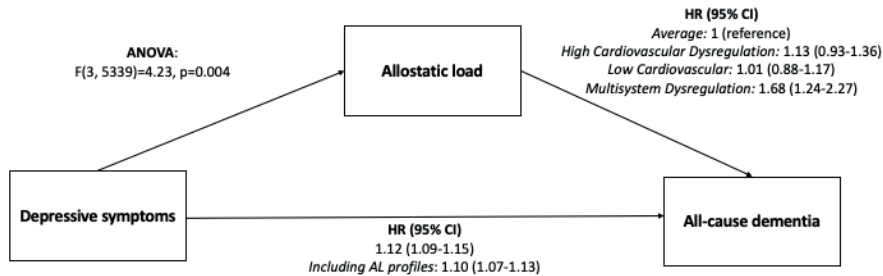 HR (95% CI)
Average: 1 (reference)
High Cardiovascular Dysregulation: 1.13 (0.93-1.36)
Low Cardiovascular: 1.01 (0.88-1.17)
Multisystem Dysregulation: 1.68 (1.24-2.27)
ANOVA:
F(3, 5339)=4.23, p=0.004
Allostatic load
Depressive symptoms
All-cause dementia
HR (95% CI)
1.12 (1.09-1.15)
Including AL profiles: 1.10 (1.07-1.13)